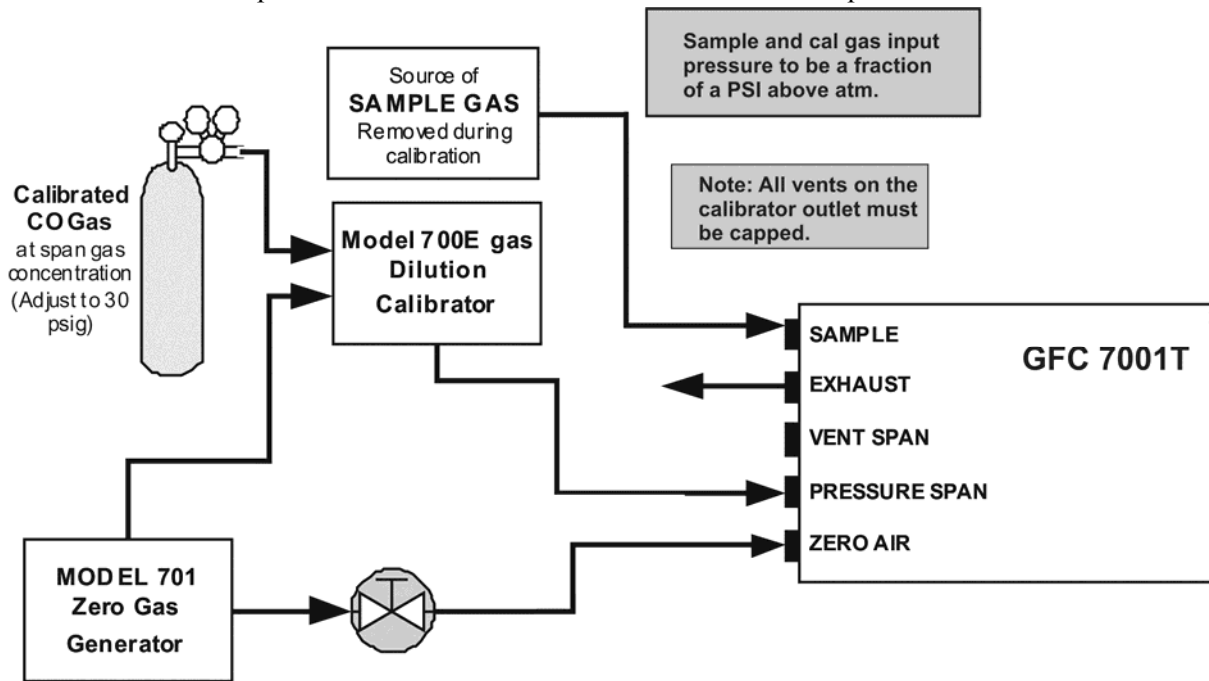 Source of
SAMPLE GAS
Removed during
calibration
Sample and cal gas input
pressure to be a fraction
of a PSI above atm.
Calibrated
CO Gas
at span gas
concentration
(Adjust to 30
psig)
Model 700E gas
Dilution
Calibrator
Note: All vents on the
calibrator outlet must
be capped.
GFC 7001T
SAMPLE
EXHAUST
VENT SPAN
PRESSURE SPAN
ZERO AIR
MODEL 701
Zero Gas
Generator